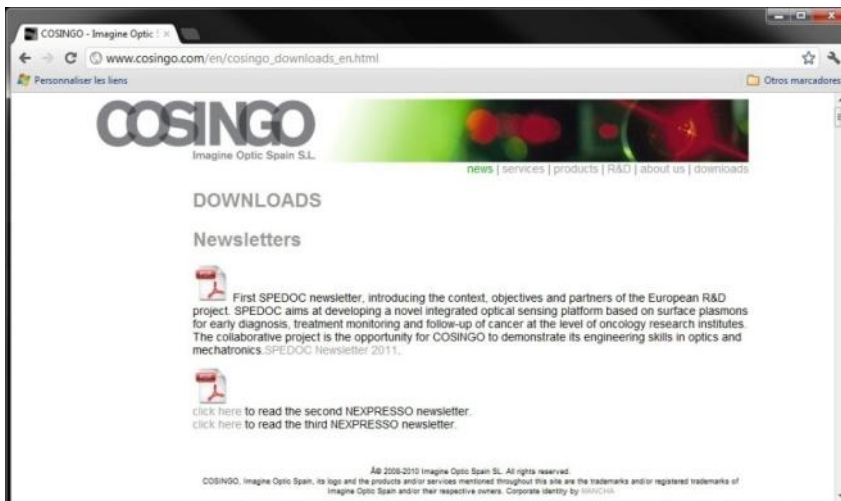 COSINGO - Imagine Optic S
www.cosingo.com/en/cosingo_downloads_en.html
Personnaliser les liens
Otros marcadores
COSINGO
Imagine Optic Spain S.L.
news | services | products | R&D | about us | downloads
DOWNLOADS
Newsletters
First SPEDOC newsletter, introducing the context, objectives and partners of the European R&D
project. SPEDOC aims at developing a novel integrated optical sensing platform based on surface plasmons
for early diagnosis, treatment monitoring and follow-up of cancer at the level of oncology research institutes.
The collaborative project is the opportunity for COSINGO to demonstrate its engineering skills in optics and
mechatronics.SPEDOC Newsletter 2011.
click here to read the second NEXPRESSO newsletter.
click here to read the third NEXPRESSO newsletter.
© 2006-2010 Imagine Optic Spain SL. All rights reserved.
COSINGO, Imagine Optic Spain, its logo and the products and/or services mentioned throughout this site are the trademarks and/or registered trademarks of
Imagine Optic Spain and/or their respective owners. Corporate identity by MANCHA